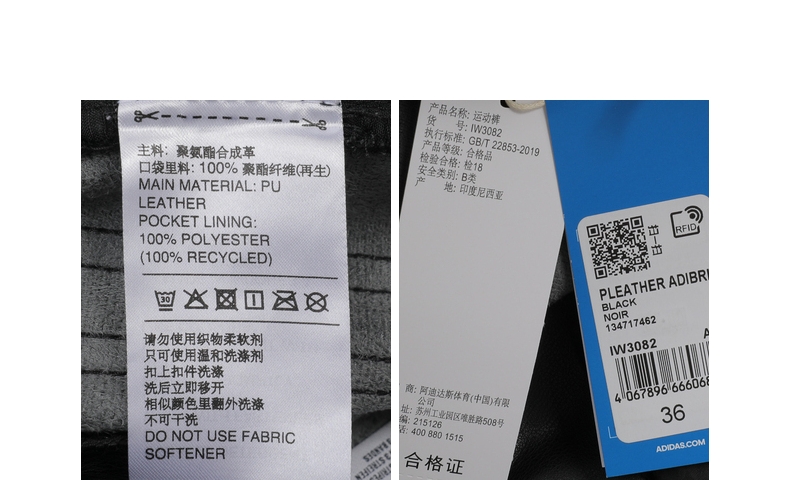 主料: 聚氨酯合成革
口袋里料: 100% 聚酯纤维(再生)
MAIN MATERIAL: PU
LEATHER
POCKET LINING:
100% POLYESTER
(100% RECYCLED)
30
请勿使用织物柔软剂
只可使用温和洗涤剂
扣上扣件洗涤
洗后立即移开
相似颜色里翻外洗涤
不可干洗
DO NOT USE FABRIC
SOFTENER
产品名称: 运动裤
货 号: IW3082
执行标准: GB/T 22853-2019
产品等级: 合格品
检验合格: 检18
安全类别: B类
产 地: 印度尼西亚
商: 阿迪达斯体育(中国)有限
公司
址: 苏州工业园区唯胜路508号
编: 215126
话: 400 880 1515
合格证
RFID
PLEATHER ADIBR
BLACK
NOIR
134717462
IW3082
4 067896 666068
36
ADIDAS.COM